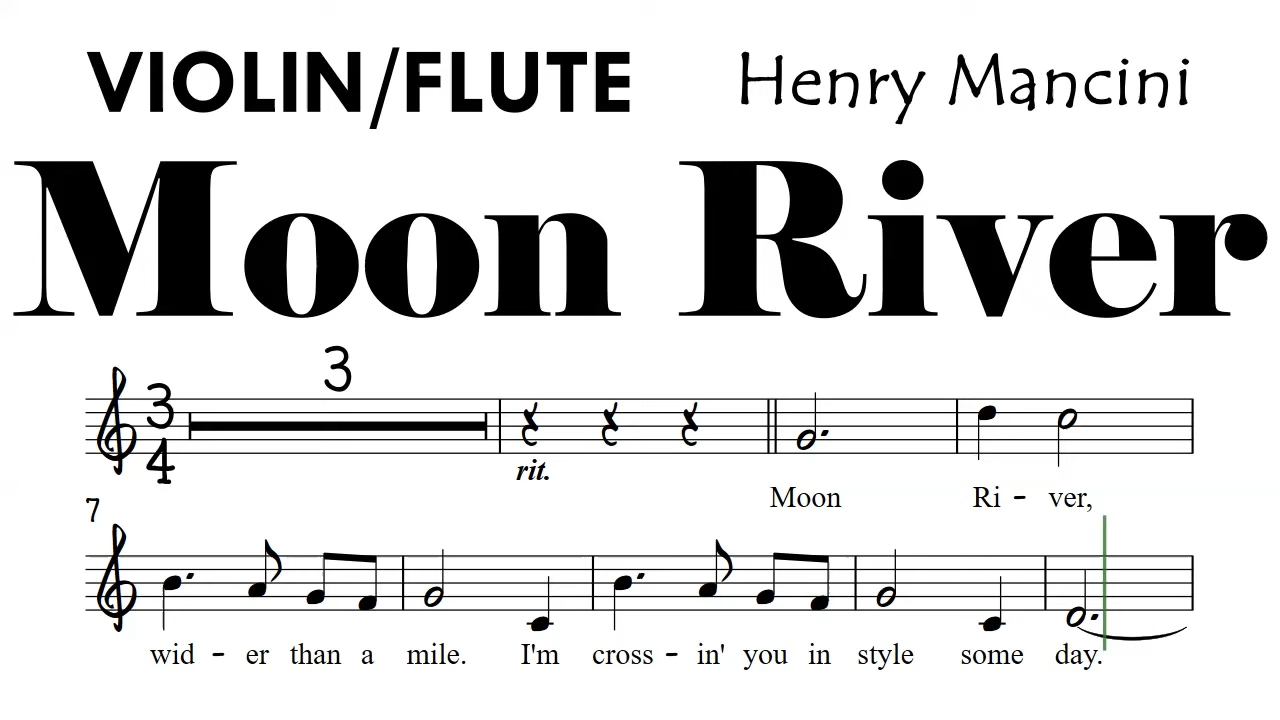 VIOLIN/FLUTE Henry Mancini
Moon River
3
3
4
rit.
Moon Ri - ver,
7
wid - er than a mile. I'm cross - in' you in style some day.